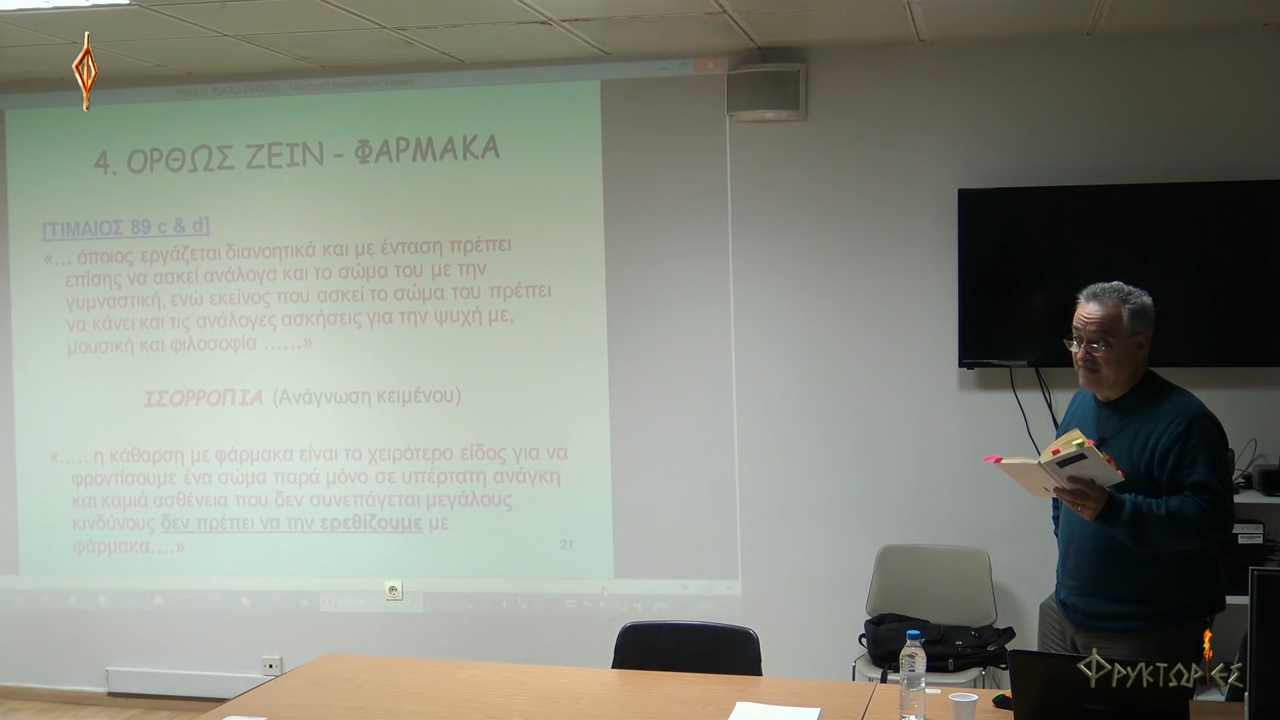 4. ΟΡΘΩΣ ΖΕΙΝ - ΦΑΡΜΑΚΑ
[ΤΙΜΑΙΟΣ 89 c & d]
«... όποιος εργάζεται διανοητικά και με ένταση πρέπει
επίσης να ασκεί ανάλογα και το σώμα του με την
γυμναστική, ενώ εκείνος που ασκεί το σώμα του πρέπει
να κάνει και τις ανάλογες ασκήσεις για την ψυχή με,
μουσική και φιλοσοφία ......»
ΙΣΟΡΡΟΠΙΑ (Ανάγνωση κειμένου)
«..... η κάθαρση με φάρμακα είναι το χειρότερο είδος για να
φροντίσουμε ένα σώμα παρά μόνο σε υπέρτατη ανάγκη
και καμιά ασθένεια που δεν συνεπάγεται μεγάλους
κινδύνους δεν πρέπει να την ερεθίζουμε με
φάρμακα....»
21
ΦΡΥΚΤΩΡΙΕΣ